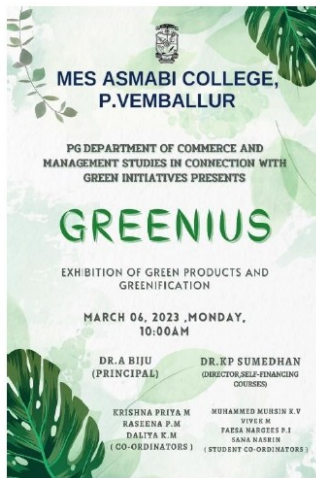 MES ASMABI COLLEGE,
P.VEMBALLUR
PG DEPARTMENT OF COMMERCE AND
MANAGEMENT STUDIES IN CONNECTION WITH
GREEN INITIATIVES PRESENTS
GREENIUS
EXHIBITION OF GREEN PRODUCTS AND
GREENIFICATION
MARCH 06, 2023 ,MONDAY,
10:00AM
DR.A BIJU
(PRINCIPAL)
DR.KP SUMEDHAN
(DIRECTOR,SELF-FINANCING
COURSES)
KRISHNA PRIYA M
RASEENA P.M
DALIYA K.M
( CO-ORDINATORS )
MUHAMMED MUHSIN K.V
VIVEK M
FARSA NARGEES P.I
SANA NASRIN
( STUDENT CO-ORDINATORS )